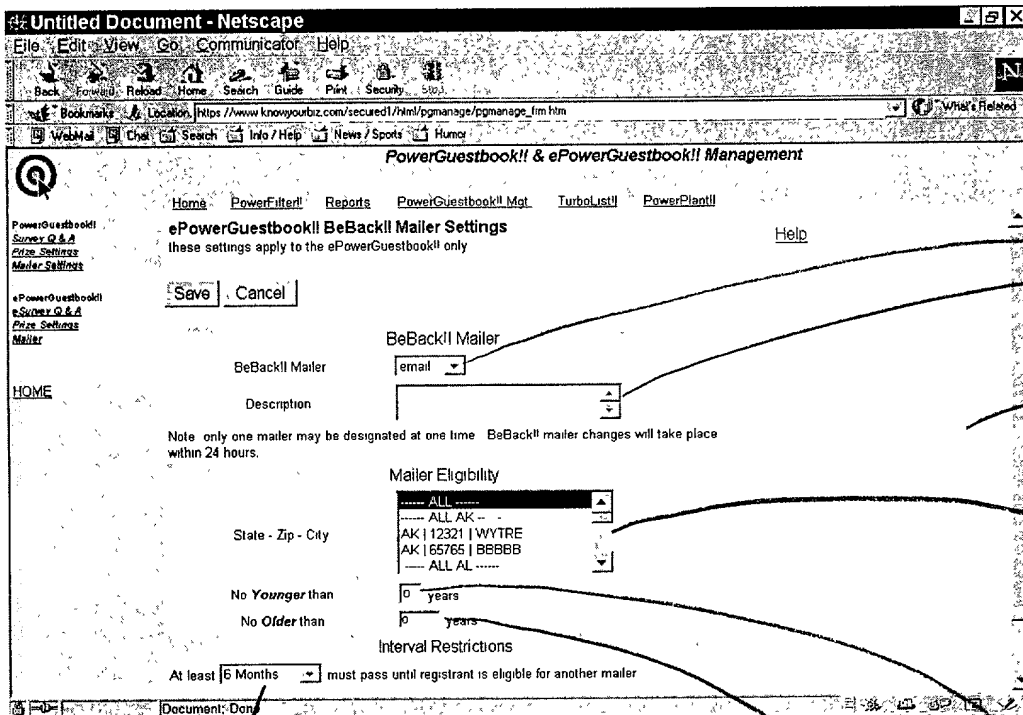 Untitled Document - Netscape
File Edit View Go Communicator Help
Back Forward Reload Home Search Guide Print Security Stop
Bookmarks Location: https://www.knowyourbiz.com/secured1/html/pgmanage/pgmanage_frm htm What's Related
WebMail Chat Search Info / Help News / Sports Humor
PowerGuestbook!! & ePowerGuestbook!! Management
Home PowerFilter!! Reports PowerGuestbook!! Mgt TurboList!! PowerPlant!!
PowerGuestbook!!
Survey Q & A
Prize Settings
Mailer Settings
ePowerGuestbook!!
eSurvey Q & A
Prize Settings
Mailer
HOME
ePowerGuestbook!! BeBack!! Mailer Settings
these settings apply to the ePowerGuestbook!! only
Help
Save Cancel
BeBack!! Mailer
BeBack!! Mailer email
Description
Note only one mailer may be designated at one time BeBack!! mailer changes will take place
within 24 hours.
Mailer Eligibility
State - Zip - City
----- ALL -----
----- ALL AK -- -
AK | 12321 | WYTRE
AK | 65765 | BBBBB
----- ALL AL ------
No Younger than 0 years
No Older than 0 years
Interval Restrictions
At least 6 Months must pass until registrant is eligible for another mailer
Document: Done